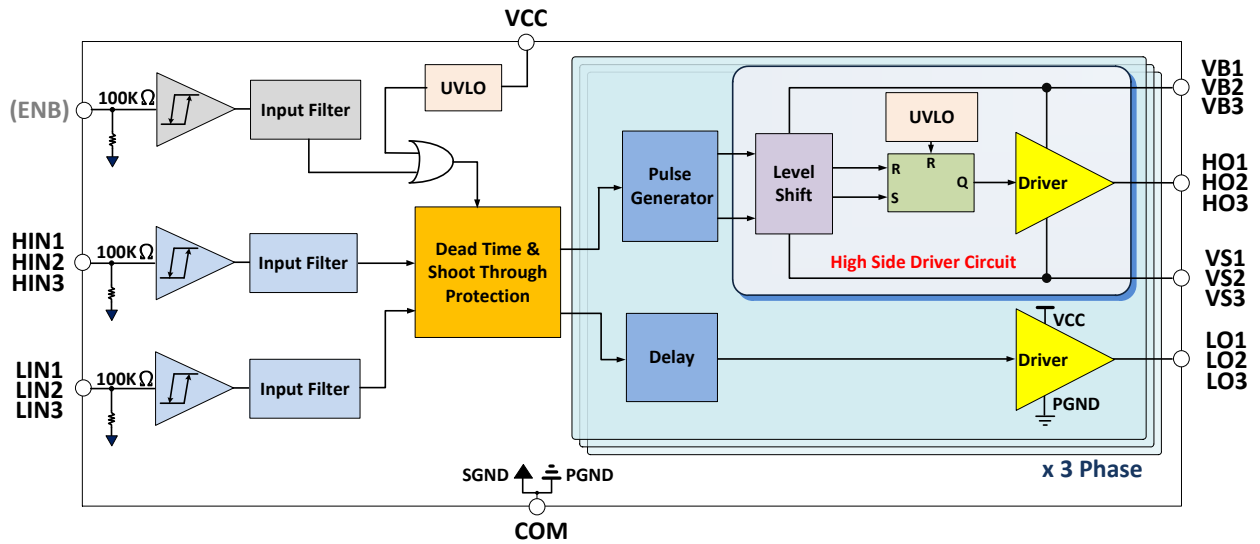 VCC
(ENB)
100KΩ
Input Filter
UVLO
HIN1
HIN2
HIN3
100KΩ
Input Filter
LIN1
LIN2
LIN3
100KΩ
Input Filter
Dead Time &
Shoot Through
Protection
Pulse
Generator
Level
Shift
UVLO
R
R
S
Q
Driver
High Side Driver Circuit
Delay
VCC
Driver
PGND
x 3 Phase
VB1
VB2
VB3
HO1
HO2
HO3
VS1
VS2
VS3
LO1
LO2
LO3
SGND
PGND
COM